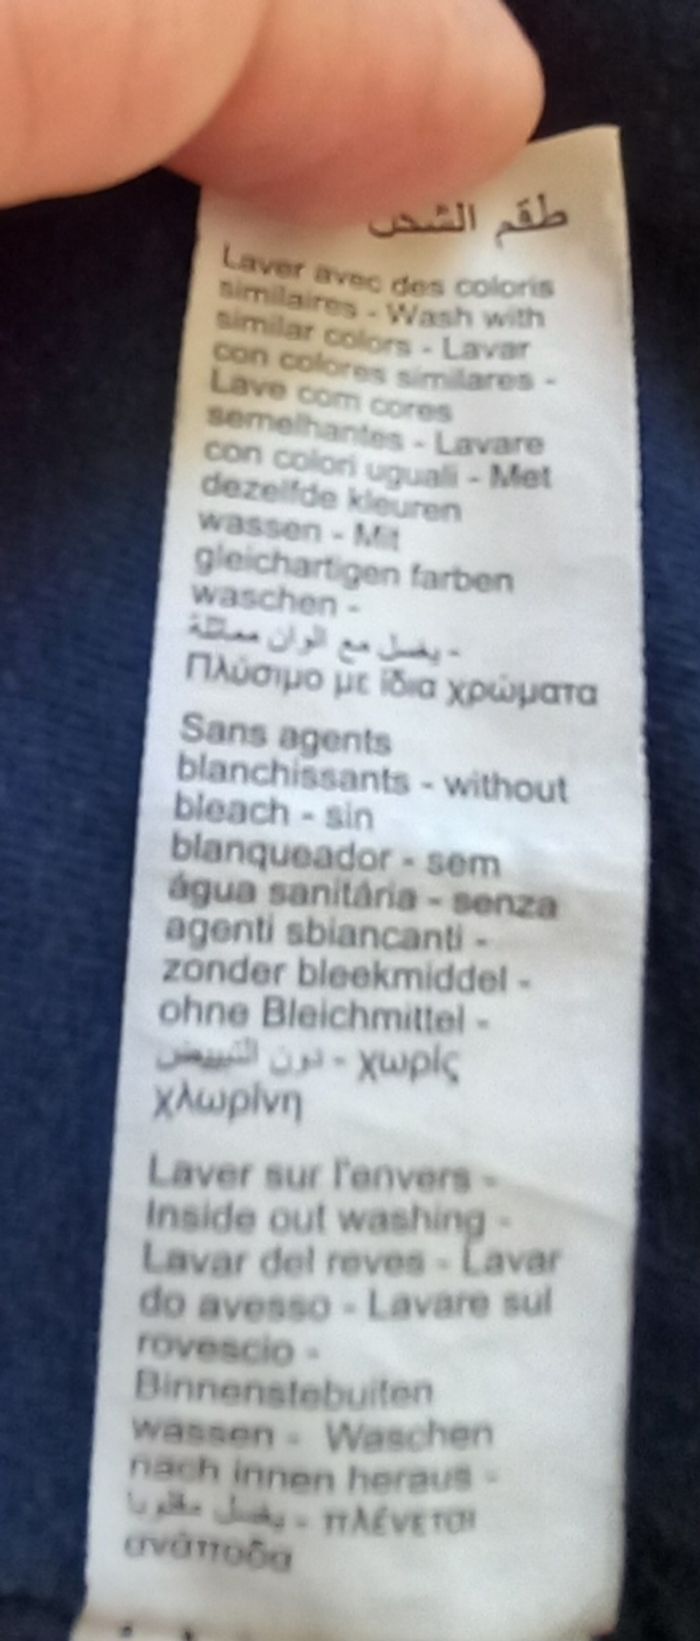 طقم الشحن
Laver avec des coloris
similaires - Wash with
similar colors - Lavar
con colores similares -
Lave com cores
semelhantes - Lavare
con colori uguali - Met
dezelfde kleuren
wassen - Mit
gleichartigen farben
waschen -
يغسل مع الوان مماثلة -
Πλύσιμο με ίδια χρώματα
Sans agents
blanchissants - without
bleach - sin
blanqueador - sem
água sanitária - senza
agenti sbiancanti -
zonder bleekmiddel -
ohne Bleichmittel -
دون التبييض - χωρίς
χλωρίνη
Laver sur l'envers -
Inside out washing -
Lavar del reves - Lavar
do avesso - Lavare sul
rovescio -
Binnenstebuiten
wassen - Waschen
nach innen heraus -
يغسل مقلوبا - πλένεται
ανάποδα